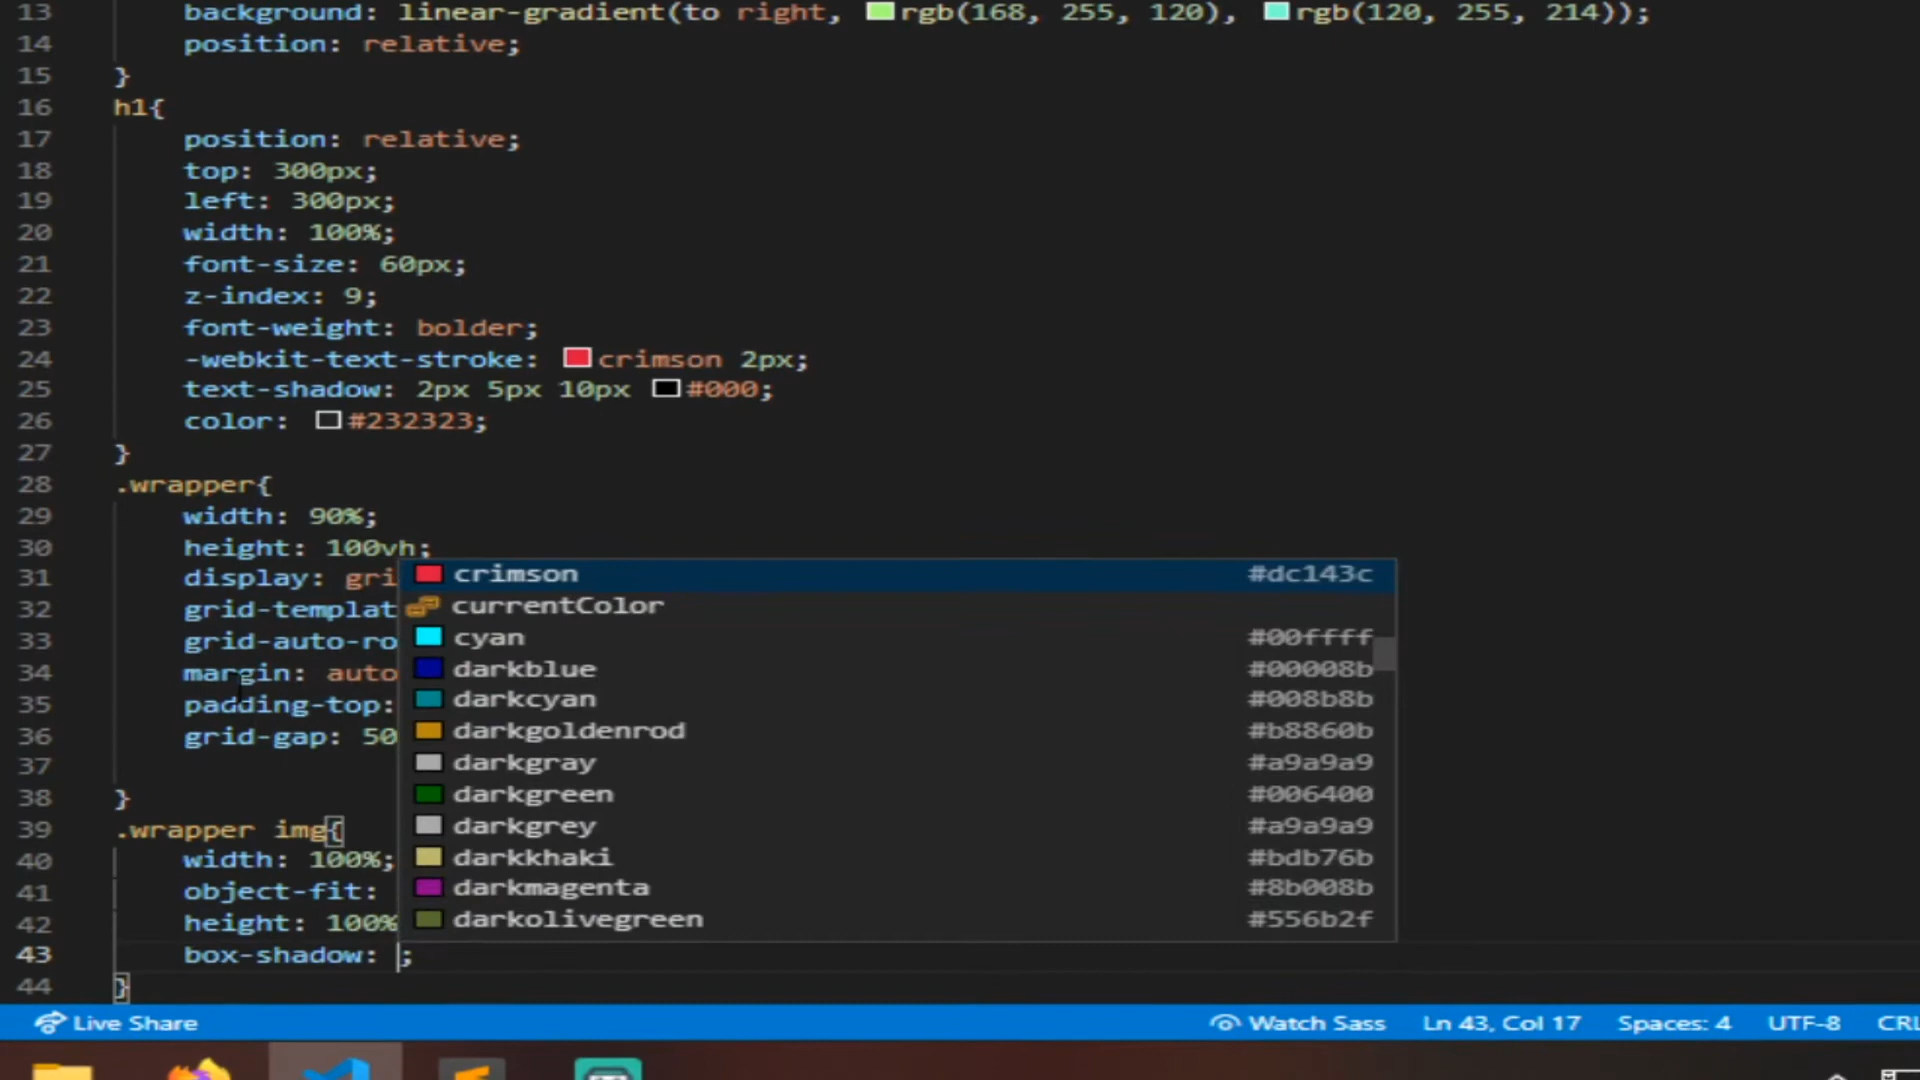 13 background: linear-gradient(to right, rgb(168, 255, 120), rgb(120, 255, 214));
14 position: relative;
15 }
16 h1{
17 position: relative;
18 top: 300px;
19 left: 300px;
20 width: 100%;
21 font-size: 60px;
22 z-index: 9;
23 font-weight: bolder;
24 -webkit-text-stroke: crimson 2px;
25 text-shadow: 2px 5px 10px #000;
26 color: #232323;
27 }
28 .wrapper{
29 width: 90%;
30 height: 100vh;
31 display: gri
32 grid-templat
33 grid-auto-ro
34 margin: auto
35 padding-top:
36 grid-gap: 50
37
38 }
39 .wrapper img{
40 width: 100%;
41 object-fit:
42 height: 100%
43 box-shadow: ;
44 }
crimson #dc143c
currentColor
cyan #00ffff
darkblue #00008b
darkcyan #008b8b
darkgoldenrod #b8860b
darkgray #a9a9a9
darkgreen #006400
darkgrey #a9a9a9
darkkhaki #bdb76b
darkmagenta #8b008b
darkolivegreen #556b2f
Live Share Watch Sass Ln 43, Col 17 Spaces: 4 UTF-8 CRL